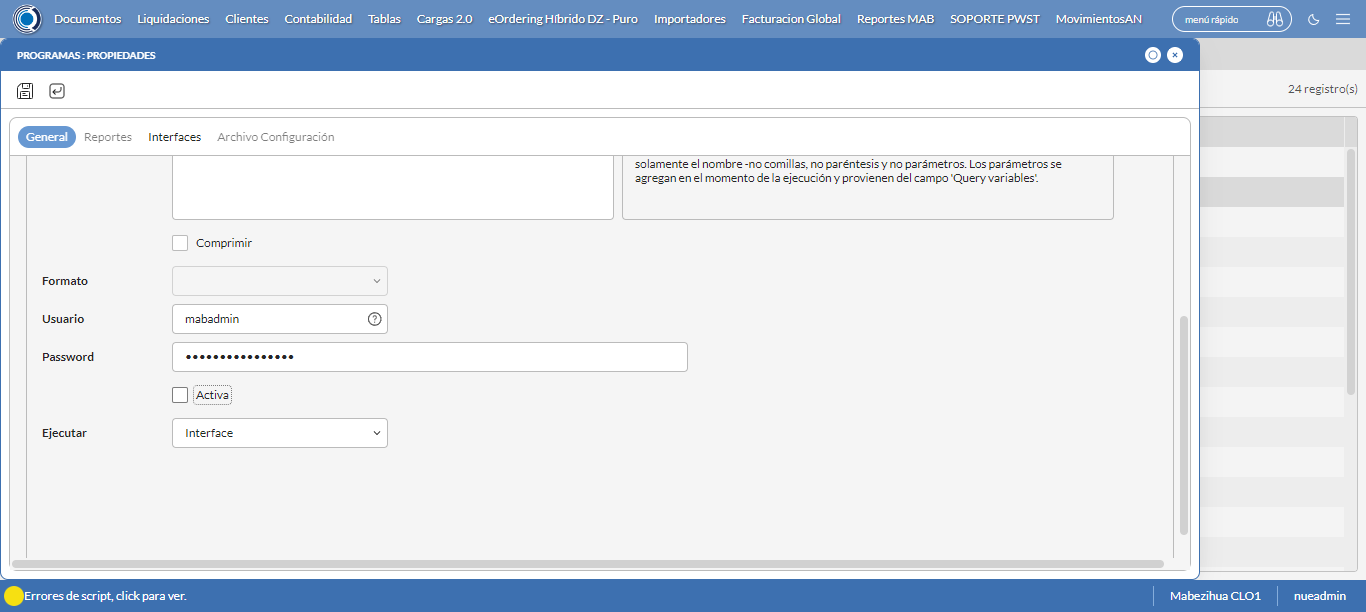 Documentos Liquidaciones Clientes Contabilidad Tablas Cargas 2.0 eOrdering Híbrido DZ - Puro Importadores Facturacion Global Reportes MAB SOPORTE PWST MovimientosAN menú rápido
PROGRAMAS : PROPIEDADES
24 registro(s)
General Reportes Interfaces Archivo Configuración
solamente el nombre -no comillas, no paréntesis y no parámetros. Los parámetros se
agregan en el momento de la ejecución y provienen del campo 'Query variables'.
Comprimir
Formato
Usuario mabadmin
Password ••••••••••••••••
Activa
Ejecutar Interface
Errores de script, click para ver. Mabezihua CLO1 nueadmin